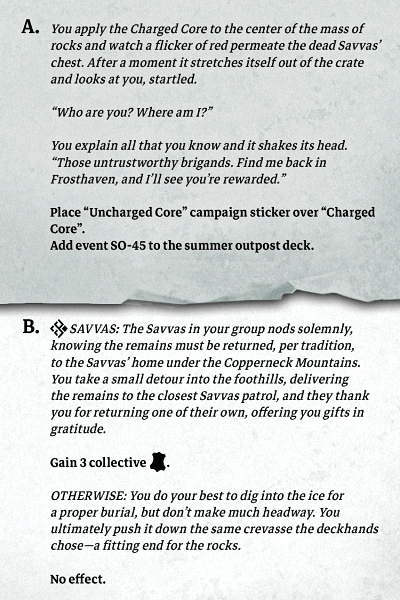 A. You apply the Charged Core to the center of the mass of
rocks and watch a flicker of red permeate the dead Savvas’
chest. After a moment it stretches itself out of the crate
and looks at you, startled.
“Who are you? Where am I?”
You explain all that you know and it shakes its head.
“Those untrustworthy brigands. Find me back in
Frosthaven, and I’ll see you’re rewarded.”
Place “Uncharged Core” campaign sticker over “Charged
Core”.
Add event SO-45 to the summer outpost deck.
B. SAVVAS: The Savvas in your group nods solemnly,
knowing the remains must be returned, per tradition,
to the Savvas’ home under the Copperneck Mountains.
You take a small detour into the foothills, delivering
the remains to the closest Savvas patrol, and they thank
you for returning one of their own, offering you gifts in
gratitude.
Gain 3 collective .
OTHERWISE: You do your best to dig into the ice for
a proper burial, but don’t make much headway. You
ultimately push it down the same crevasse the deckhands
chose—a fitting end for the rocks.
No effect.